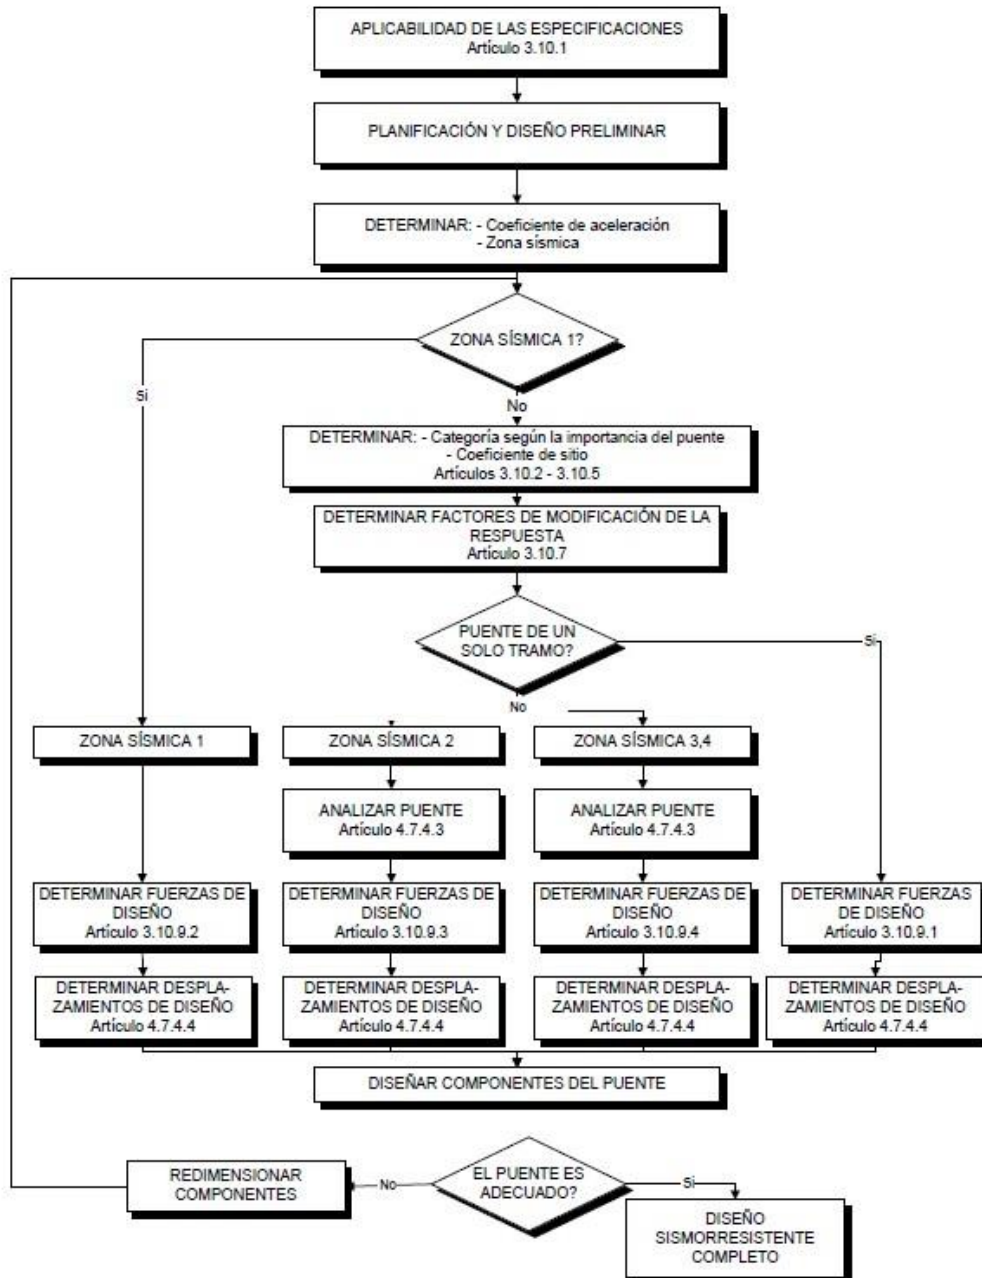 APLICABILIDAD DE LAS ESPECIFICACIONES
Artículo 3.10.1
PLANIFICACIÓN Y DISEÑO PRELIMINAR
DETERMINAR: - Coeficiente de aceleración
- Zona sísmica
ZONA SÍSMICA 1?
Si
No
DETERMINAR: - Categoría según la importancia del puente
- Coeficiente de sitio
Artículos 3.10.2 - 3.10.5
DETERMINAR FACTORES DE MODIFICACIÓN DE LA
RESPUESTA
Artículo 3.10.7
PUENTE DE UN
SOLO TRAMO?
Si
No
ZONA SÍSMICA 1
ZONA SÍSMICA 2
ZONA SÍSMICA 3,4
ANALIZAR PUENTE
Artículo 4.7.4.3
ANALIZAR PUENTE
Artículo 4.7.4.3
DETERMINAR FUERZAS DE
DISEÑO
Artículo 3.10.9.2
DETERMINAR FUERZAS DE
DISEÑO
Artículo 3.10.9.3
DETERMINAR FUERZAS DE
DISEÑO
Artículo 3.10.9.4
DETERMINAR FUERZAS
DE DISEÑO
Artículo 3.10.9.1
DETERMINAR DESPLA-
ZAMIENTOS DE DISEÑO
Artículo 4.7.4.4
DETERMINAR DESPLA-
ZAMIENTOS DE DISEÑO
Artículo 4.7.4.4
DETERMINAR DESPLA-
ZAMIENTOS DE DISEÑO
Artículo 4.7.4.4
DETERMINAR DESPLA-
ZAMIENTOS DE DISEÑO
Artículo 4.7.4.4
DISEÑAR COMPONENTES DEL PUENTE
EL PUENTE ES
ADECUADO?
No
Si
REDIMENSIONAR
COMPONENTES
DISEÑO
SISMORRESISTENTE
COMPLETO